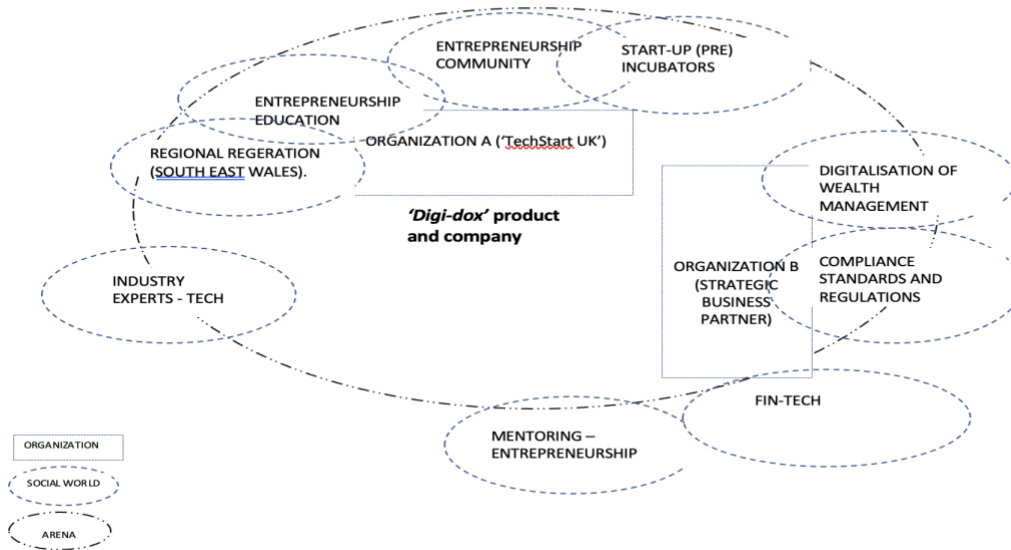 ENTREPRENEURSHIP
COMMUNITY
START-UP (PRE)
INCUBATORS
ENTREPRENEURSHIP
EDUCATION
ORGANIZATION A ('TechStart UK')
REGIONAL REGERATION
(SOUTH EAST WALES).
'Digi-dox' product
and company
DIGITALISATION OF
WEALTH
MANAGEMENT
ORGANIZATION B
(STRATEGIC
BUSINESS
PARTNER)
COMPLIANCE
STANDARDS AND
REGULATIONS
INDUSTRY
EXPERTS - TECH
FIN-TECH
MENTORING –
ENTREPRENEURSHIP
ORGANIZATION
SOCIAL WORLD
ARENA